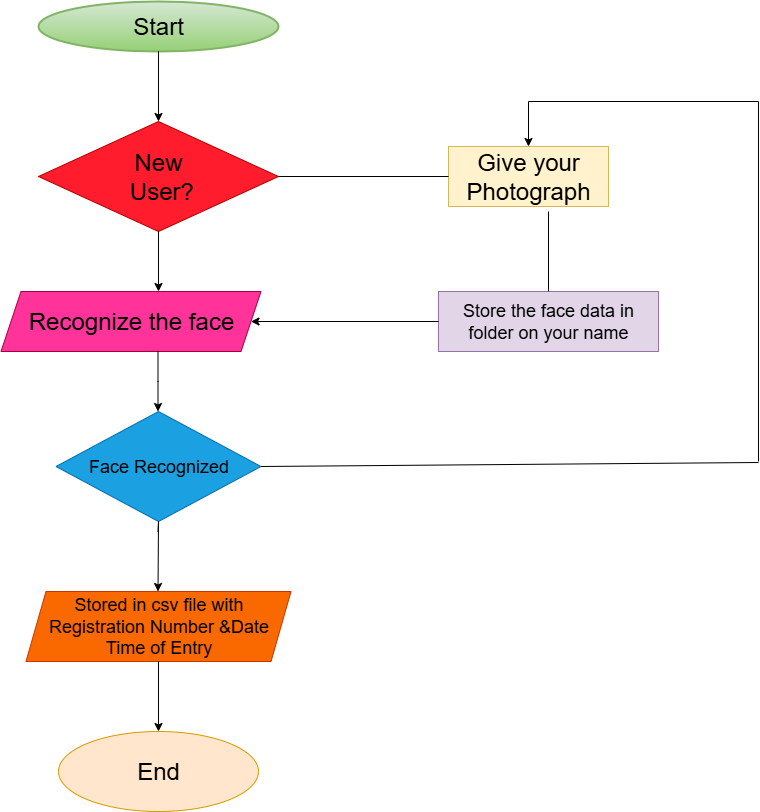 Start
New
User?
Give your
Photograph
Recognize the face
Store the face data in
folder on your name
Face Recognized
Stored in csv file with
Registration Number &Date
Time of Entry
End